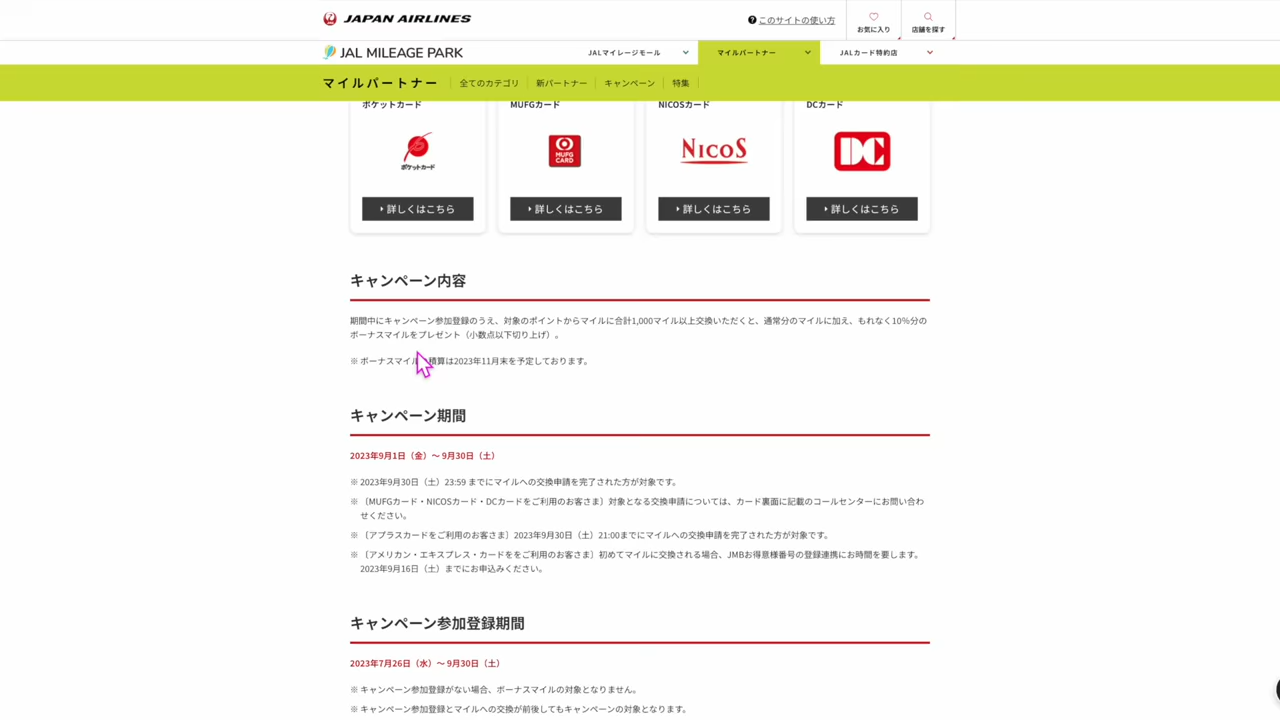 JAPAN AIRLINES
このサイトの使い方
お気に入り
店舗を探す
JAL MILEAGE PARK
JALマイレージモール
マイルパートナー
JALカード特約店
マイルパートナー
全てのカテゴリ
新パートナー
キャンペーン
特集
ポケットカード
MUFGカード
NICOSカード
DCカード
ポケットカード
MUFG CARD
NICOS
DC
詳しくはこちら
詳しくはこちら
詳しくはこちら
詳しくはこちら
キャンペーン内容
期間中にキャンペーン参加登録のうえ、対象のポイントからマイルに合計1,000マイル以上交換いただくと、通常分のマイルに加え、もれなく10%分の
ボーナスマイルをプレゼント（小数点以下切り上げ）。
※ ボーナスマイル 積算は2023年11月末を予定しております。
キャンペーン期間
2023年9月1日（金）～ 9月30日（土）
※ 2023年9月30日（土）23:59 までにマイルへの交換申請を完了された方が対象です。
※ 〔MUFGカード・NICOSカード・DCカードをご利用のお客さま〕対象となる交換申請については、カード裏面に記載のコールセンターにお問い合わ
せください。
※ 〔アプラスカードをご利用のお客さま〕2023年9月30日（土）21:00までにマイルへの交換申請を完了された方が対象です。
※ 〔アメリカン・エキスプレス・カードををご利用のお客さま〕初めてマイルに交換される場合、JMBお得意様番号の登録連携にお時間を要します。
2023年9月16日（土）までにお申込みください。
キャンペーン参加登録期間
2023年7月26日（水）～ 9月30日（土）
※ キャンペーン参加登録がない場合、ボーナスマイルの対象となりません。
※ キャンペーン参加登録とマイルへの交換が前後してもキャンペーンの対象となります。